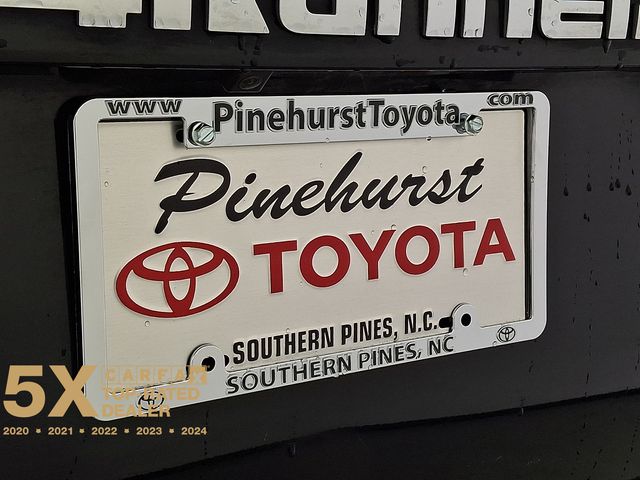 4RUNNER
www PinehurstToyota com
Pinehurst
TOYOTA
SOUTHERN PINES, N.C.
SOUTHERN PINES, NC
5X CARFAX
TOP-RATED
DEALER
2020 • 2021 • 2022 • 2023 • 2024